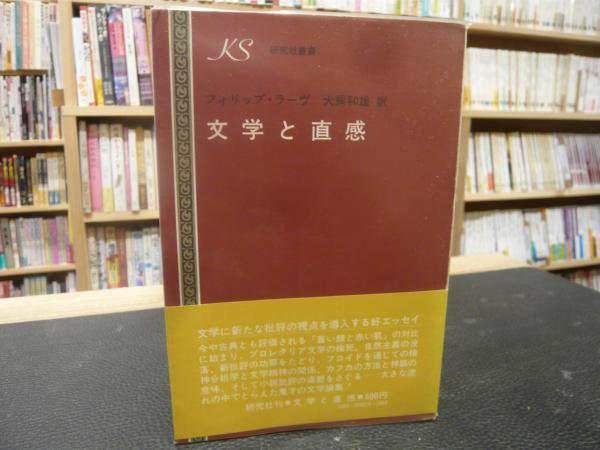 KS 研究社叢書
フィリップ・ラーヴ 犬飼和雄 訳
文学と直感
文学に新たな批評の視点を導入する好エッセイ
今や古典とも評価される「蒼い顔と赤い肌」の対比
に始まり、プロレタリア文学の検死、自然主義の没
落、新批評の功罪をたどり、フロイドを通じての精
神分析学と文学精神の関係、カフカの方法と神話の
意味、そして小説批評の姿勢をさぐる——大きな流
れの中でとらえた鬼才の文学論集！
研究社刊●文学と直感●600円